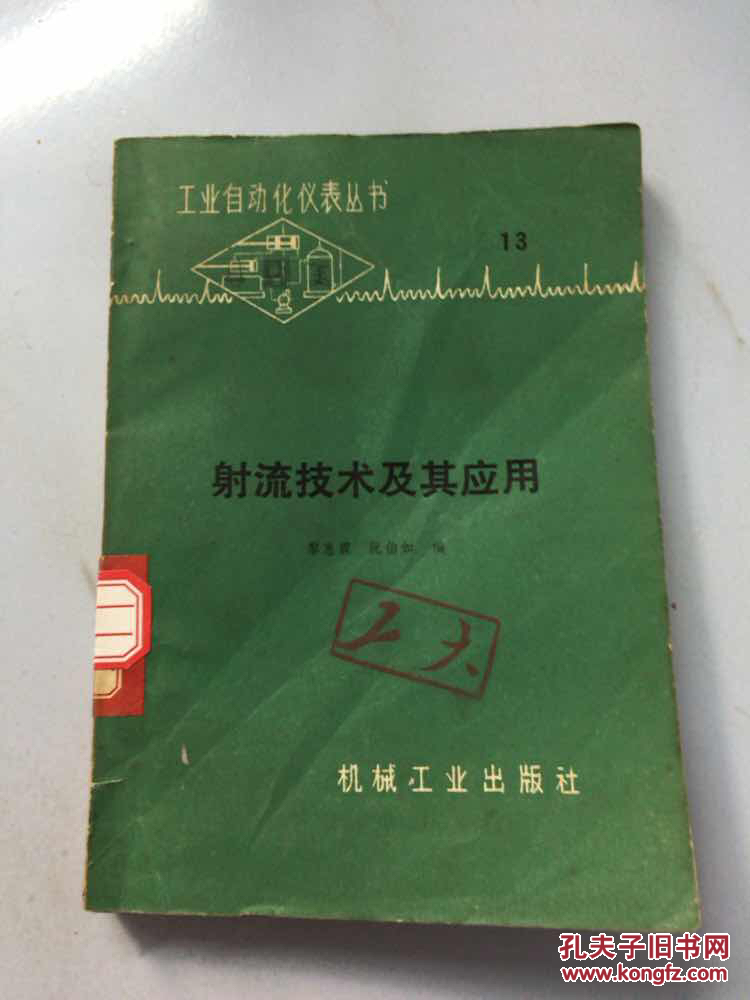 工业自动化仪表丛书
13
射流技术及其应用
编
工大
机械工业出版社
孔夫子旧书网
www.kongfz.com